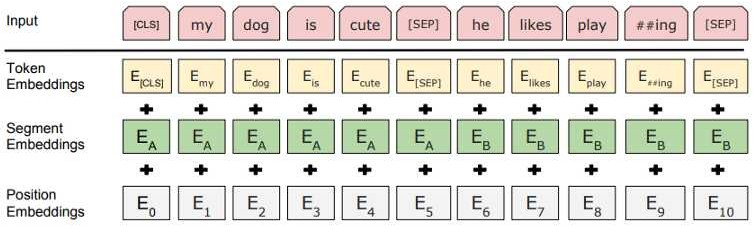 Input [CLS] my dog is cute [SEP] he likes play ##ing [SEP]
Token Embeddings E[CLS] Emy Edog Eis Ecute E[SEP] Ehe Elikes Eplay E##ing E[SEP]
+ + + + + + + + + + +
Segment Embeddings EA EA EA EA EA EA EB EB EB EB EB
+ + + + + + + + + + +
Position Embeddings E0 E1 E2 E3 E4 E5 E6 E7 E8 E9 E10